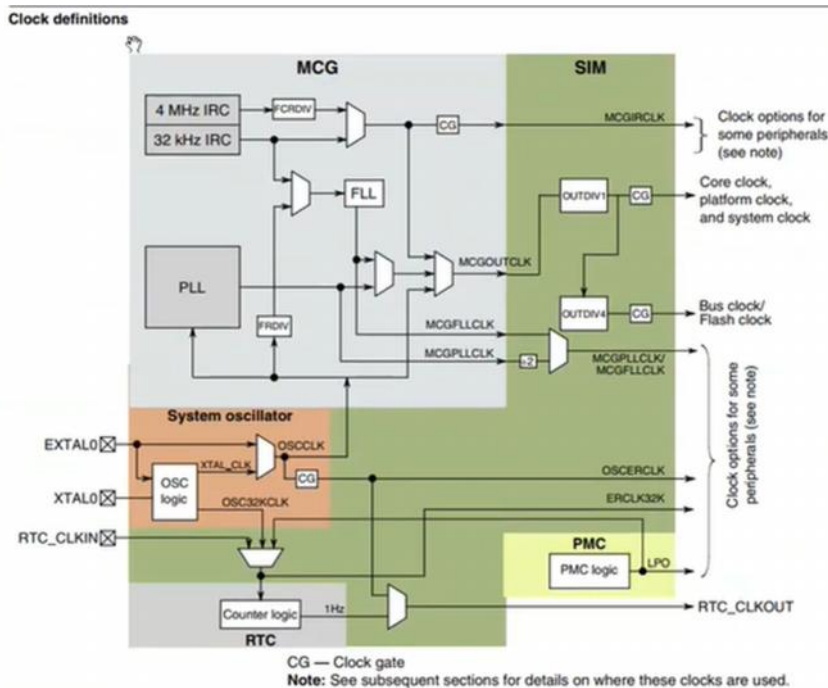 Clock definitions
MCG
SIM
4 MHz IRC
FCRDIV
32 kHz IRC
CG
MCGIRCLK
Clock options for
some peripherals
(see note)
FLL
OUTDIV1
CG
Core clock,
platform clock,
and system clock
MCGOUTCLK
PLL
FRDIV
OUTDIV4
CG
Bus clock/
Flash clock
MCGFLLCLK
MCGPLLCLK
÷2
MCGPLLCLK/
MCGFLLCLK
Clock options for some
peripherals (see note)
System oscillator
EXTAL0
OSCCLK
XTAL_CLK
OSC
logic
CG
OSCERCLK
XTAL0
OSC32KCLK
ERCLK32K
RTC_CLKIN
PMC
PMC logic
LPO
Counter logic
1Hz
RTC_CLKOUT
RTC
CG — Clock gate
Note: See subsequent sections for details on where these clocks are used.